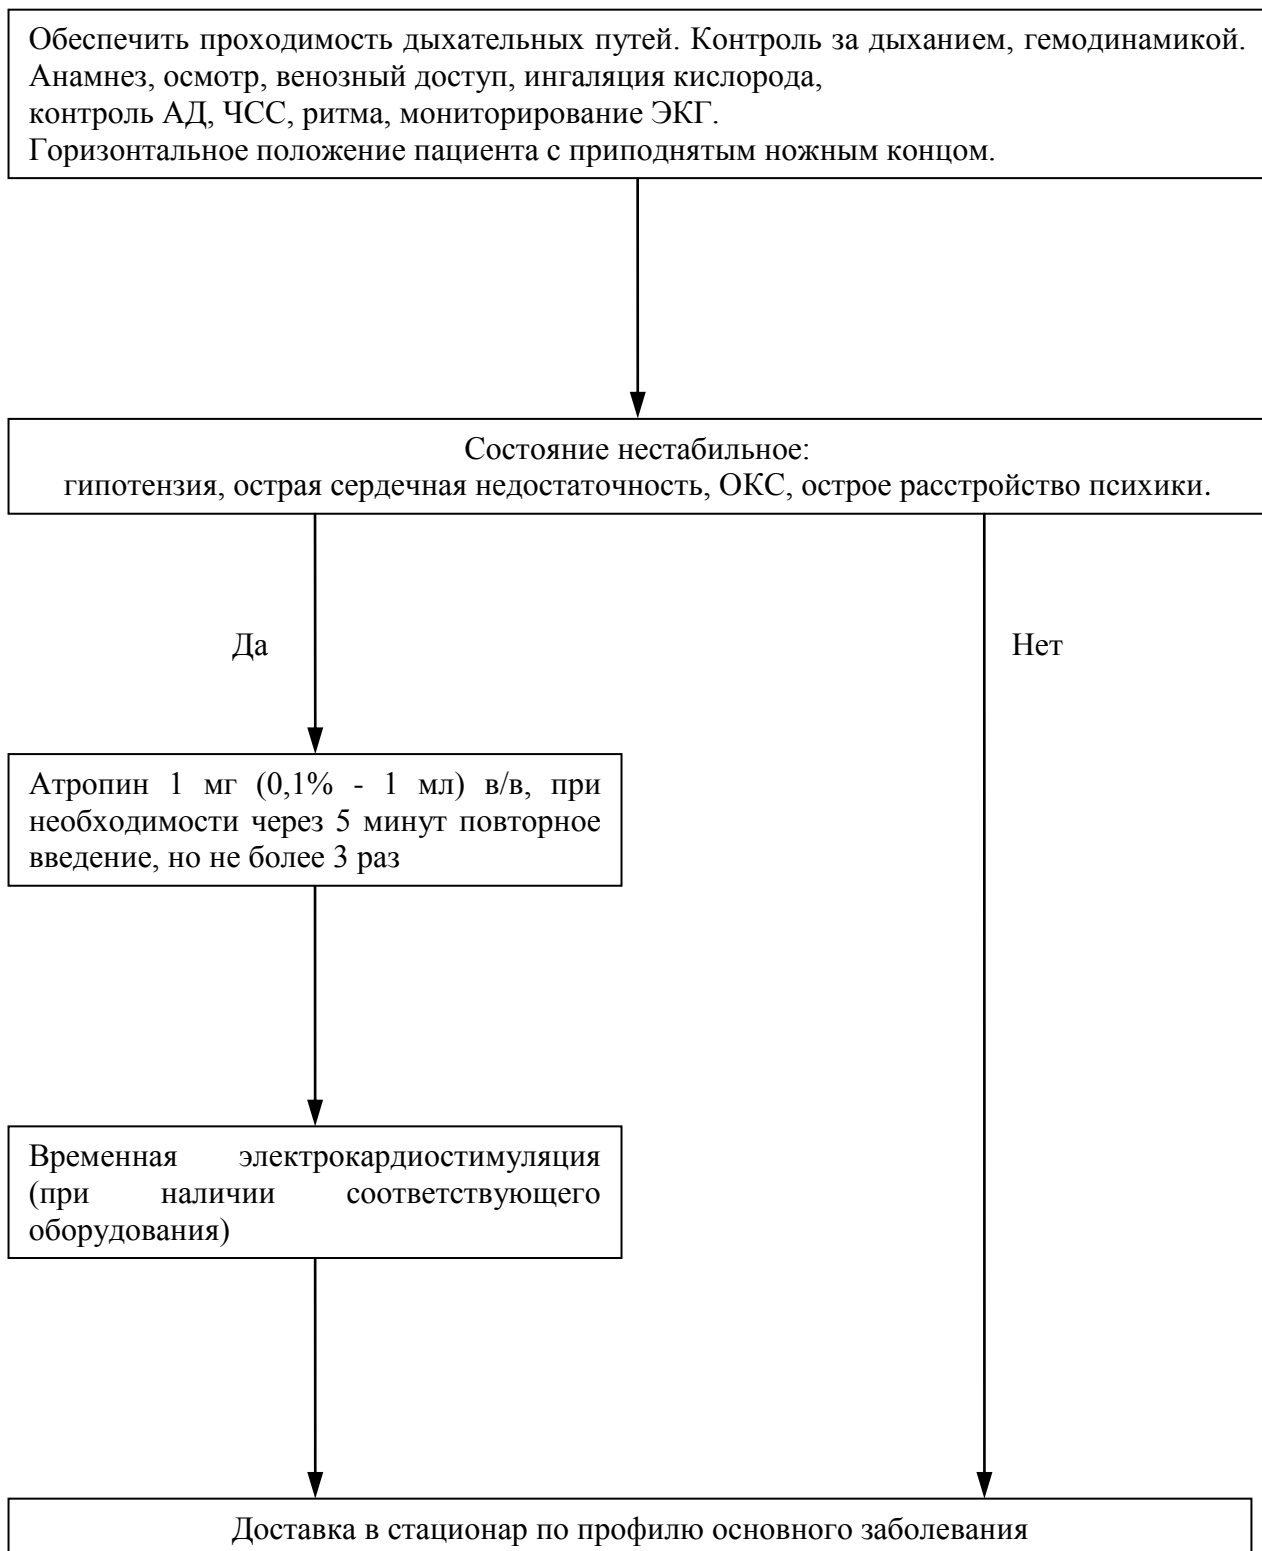 Обеспечить проходимость дыхательных путей. Контроль за дыханием, гемодинамикой.
Анамнез, осмотр, венозный доступ, ингаляция кислорода,
контроль АД, ЧСС, ритма, мониторирование ЭКГ.
Горизонтальное положение пациента с приподнятым ножным концом.
Состояние нестабильное:
гипотензия, острая сердечная недостаточность, ОКС, острое расстройство психики.
Да
Нет
Атропин 1 мг (0,1% - 1 мл) в/в, при
необходимости через 5 минут повторное
введение, но не более 3 раз
Временная электрокардиостимуляция
(при наличии соответствующего
оборудования)
Доставка в стационар по профилю основного заболевания